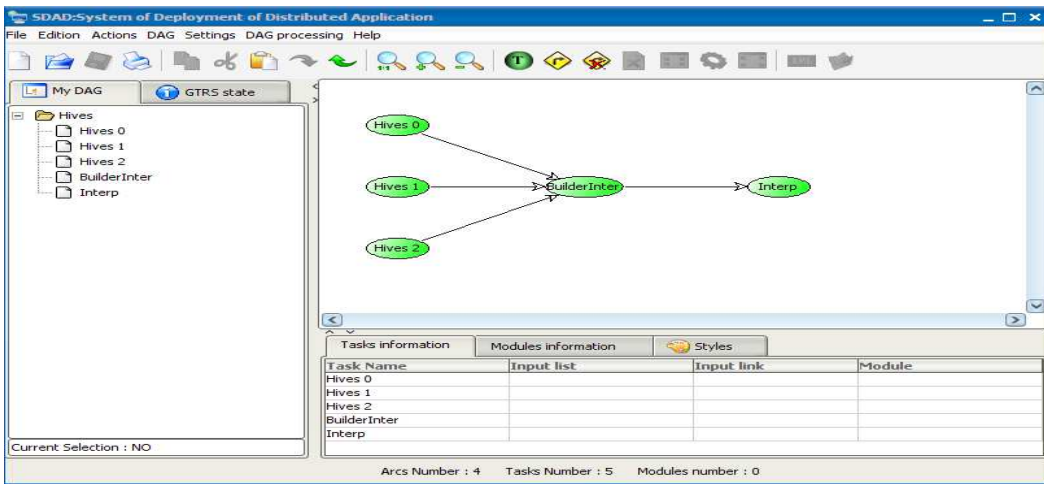 SDAD:System of Deployment of Distributed Application
File Edition Actions DAG Settings DAG processing Help
1:1
T
r
My DAG
GTRS state
Hives
Hives 0
Hives 1
Hives 2
BuilderInter
Interp
Current Selection : NO
Hives 0
Hives 1
BuilderInter
Interp
Hives 2
Tasks information
Modules information
Styles
Task Name Input list Input link Module
Hives 0
Hives 1
Hives 2
BuilderInter
Interp
Arcs Number : 4 Tasks Number : 5 Modules number : 0